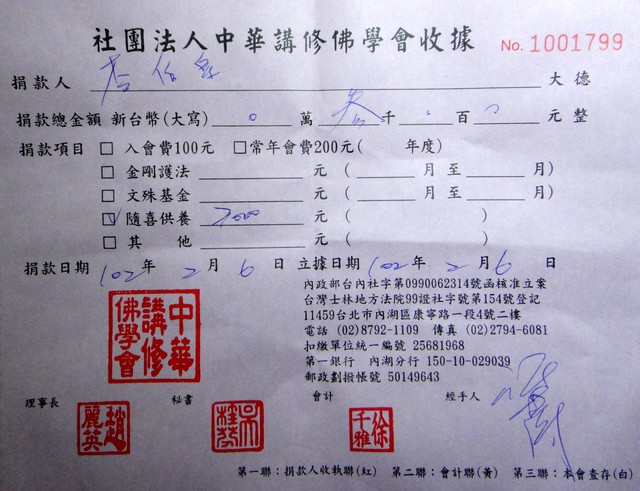 社團法人中華講修佛學會收據 No. 1001799
捐款人 大德
捐款總金額 新台幣(大寫) 0 萬 叁 千 0 百 0 元 整
捐款項目 □ 入會費100元 □常年會費200元( 年度)
□ 金剛護法 元 ( 月 至 月)
□ 文殊基金 元 ( 月 至 月)
☑ 隨喜供養 元 ( )
□ 其 他 元 ( )
捐款日期 102 年 2 月 6 日 立據日期 102 年 2 月 6 日
內政部台內社字第0990062314號函核准立案
台灣士林地方法院99證社字號第154號登記
11459台北市內湖區康寧路一段4號二樓
電話 (02)8792-1109 傳真 (02)2794-6081
扣繳單位統一編號 25681968
第一銀行 內湖分行 150-10-029039
郵政劃撥帳號 50149643
中華講修佛學會
理事長 秘書 會計 經手人
趙麗英 吳桂芬 徐千雅
第一聯：捐款人收執聯(紅) 第二聯：會計聯(黃) 第三聯：本會查存(白)